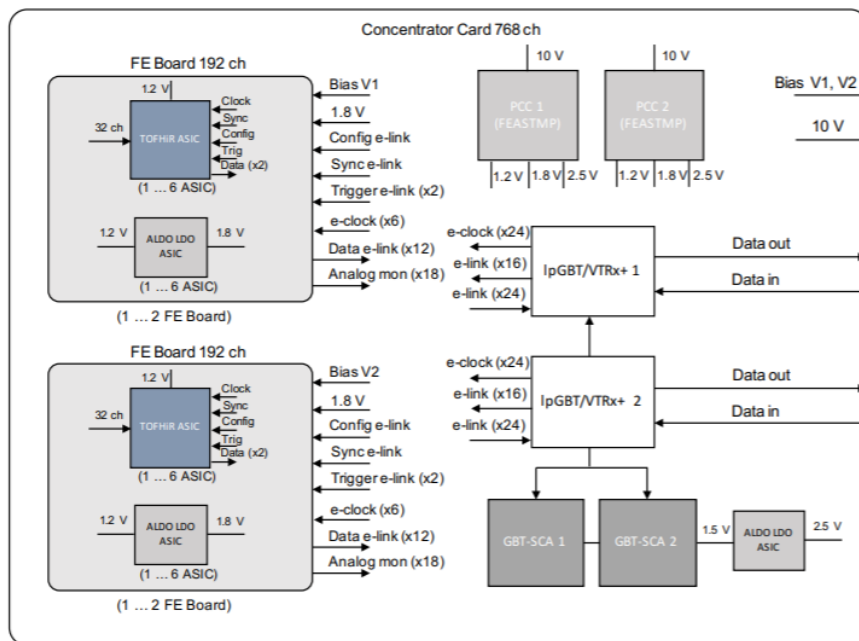 Concentrator Card 768 ch
FE Board 192 ch
1.2 V
TOFHiR ASIC
32 ch
Clock
Sync
Config
Trig
Data (x2)
(1 ... 6 ASIC)
1.2 V
ALDO LDO
ASIC
1.8 V
(1 ... 6 ASIC)
(1 ... 2 FE Board)
Bias V1
1.8 V
Config e-link
Sync e-link
Trigger e-link (x2)
e-clock (x6)
Data e-link (x12)
Analog mon (x18)
FE Board 192 ch
1.2 V
TOFHiR ASIC
32 ch
Clock
Sync
Config
Trig
Data (x2)
(1 ... 6 ASIC)
1.2 V
ALDO LDO
ASIC
1.8 V
(1 ... 6 ASIC)
(1 ... 2 FE Board)
Bias V2
1.8 V
Config e-link
Sync e-link
Trigger e-link (x2)
e-clock (x6)
Data e-link (x12)
Analog mon (x18)
10 V
PCC 1
(FEASTMP)
1.2 V
1.8 V
2.5 V
10 V
PCC 2
(FEASTMP)
1.2 V
1.8 V
2.5 V
Bias V1, V2
10 V
e-clock (x24)
e-link (x16)
e-link (x24)
lpGBT/VTRx+ 1
Data out
Data in
e-clock (x24)
e-link (x16)
e-link (x24)
lpGBT/VTRx+ 2
Data out
Data in
GBT-SCA 1
GBT-SCA 2
1.5 V
ALDO LDO
ASIC
2.5 V